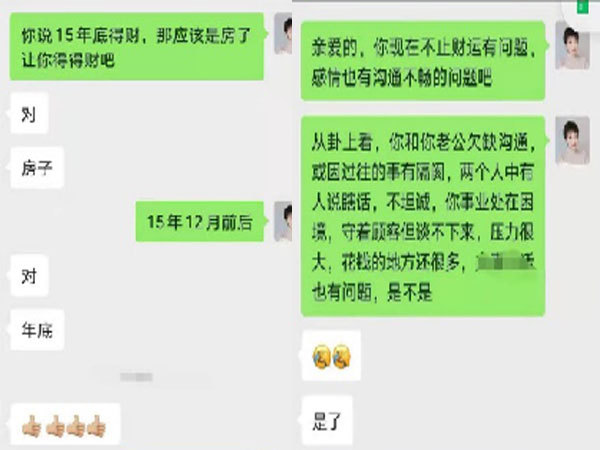 你说15年底得财，那应该是房子
让你得得财吧
对
房子
15年12月前后
对
年底
亲爱的，你现在不止财运有问题，
感情也有沟通不畅的问题吧
从卦上看，你和你老公欠缺沟通，
或因过往的事有隔阂，两个人中有
人说瞎话，不坦诚，你事业处在困
境，守着顾客但谈不下来，压力很
大，花钱的地方还很多，
也有问题，是不是
是了